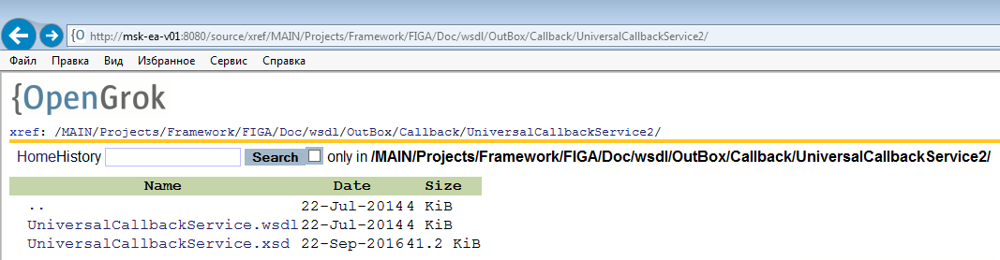 {O http://msk-ea-v01:8080/source/xref/MAIN/Projects/Framework/FIGA/Doc/wsdl/OutBox/Callback/UniversalCallbackService2/
Файл Правка Вид Избранное Сервис Справка
{OpenGrok
xref: /MAIN/Projects/Framework/FIGA/Doc/wsdl/OutBox/Callback/UniversalCallbackService2/
HomeHistory Search only in /MAIN/Projects/Framework/FIGA/Doc/wsdl/OutBox/Callback/UniversalCallbackService2/
Name Date Size
.. 22-Jul-2014 4 KiB
UniversalCallbackService.wsdl 22-Jul-2014 4 KiB
UniversalCallbackService.xsd 22-Sep-2016 41.2 KiB